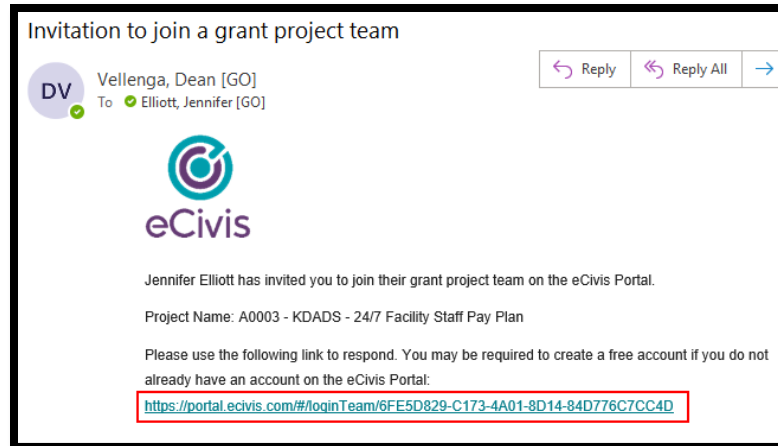 Invitation to join a grant project team
DV
Vellenga, Dean [GO]
To Elliott, Jennifer [GO]
Reply
Reply All
eCivis
Jennifer Elliott has invited you to join their grant project team on the eCivis Portal.
Project Name: A0003 - KDADS - 24/7 Facility Staff Pay Plan
Please use the following link to respond. You may be required to create a free account if you do not
already have an account on the eCivis Portal:
https://portal.ecivis.com/#/loginTeam/6FE5D829-C173-4A01-8D14-84D776C7CC4D